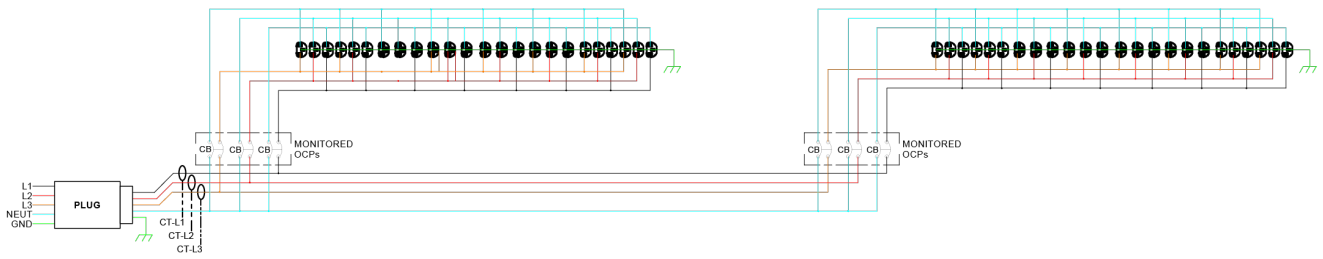 CB
CB
CB
MONITORED
OCPs
CB
CB
CB
MONITORED
OCPs
L1
L2
L3
NEUT
GND
PLUG
CT-L1
CT-L2
CT-L3